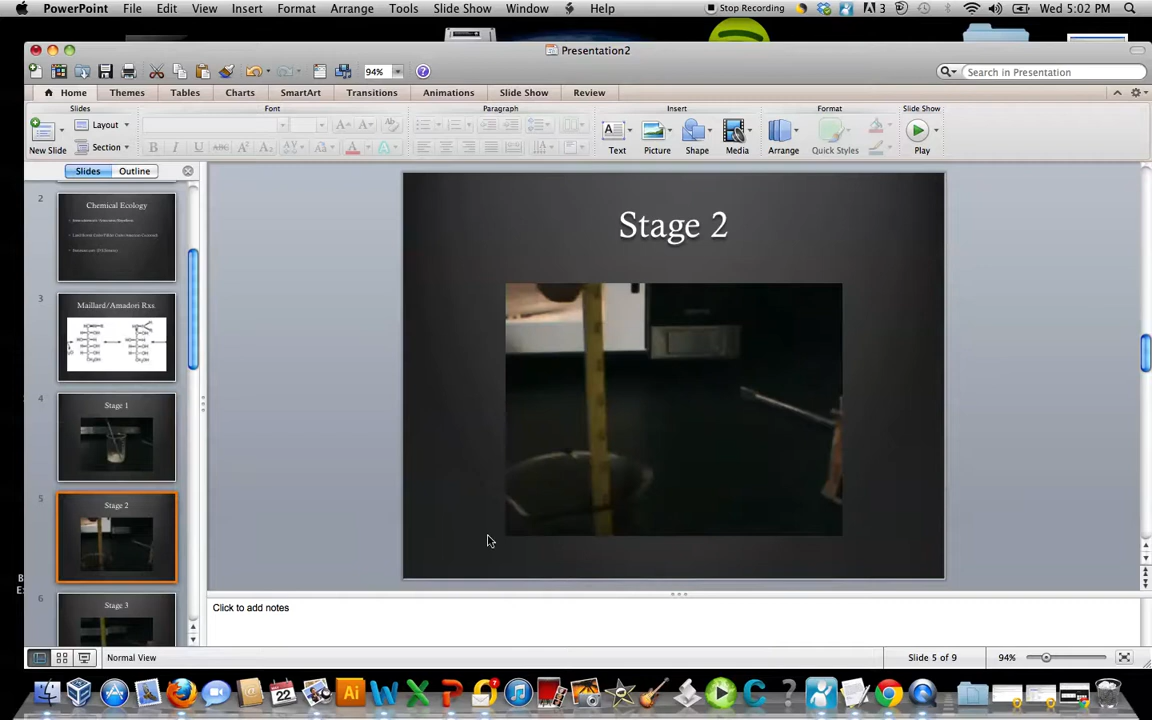 PowerPoint File Edit View Insert Format Arrange Tools Slide Show Window Help Stop Recording 3 Wed 5:02 PM
Presentation2
94% Search in Presentation
Home Themes Tables Charts SmartArt Transitions Animations Slide Show Review
Slides Font Paragraph Insert Format Slide Show
New Slide Layout Section Text Picture Shape Media Arrange Quick Styles Play
Slides Outline
2 Chemical Ecology
3 Maillard/Amadori Rxs
4 Stage 1
5 Stage 2
6 Stage 3
Stage 2
Click to add notes
Normal View Slide 5 of 9 94%